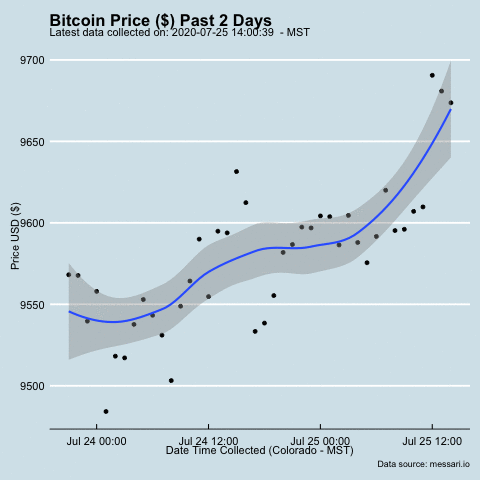 Bitcoin Price ($) Past 2 Days
Latest data collected on: 2020-07-25 14:00:39 - MST
9700
9650
9600
9550
9500
Price USD ($)
Jul 24 00:00 Jul 24 12:00 Jul 25 00:00 Jul 25 12:00
Date Time Collected (Colorado - MST)
Data source: messari.io